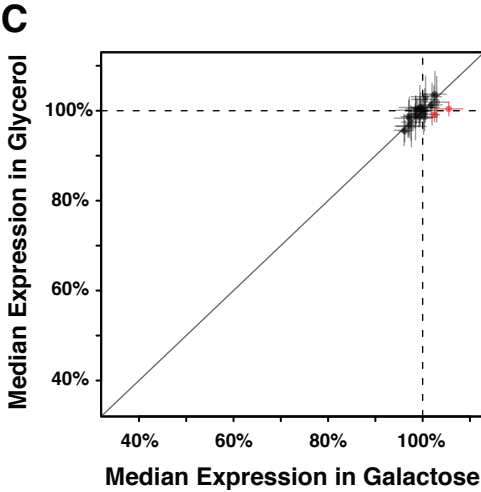 C
Median Expression in Glycerol
100%
80%
60%
40%
40% 60% 80% 100%
Median Expression in Galactose